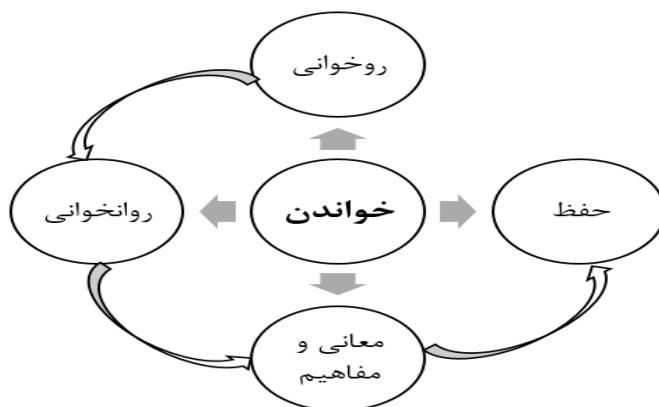 روخوانی
حفظ
خواندن
روانخوانی
معانی و
مفاهیم